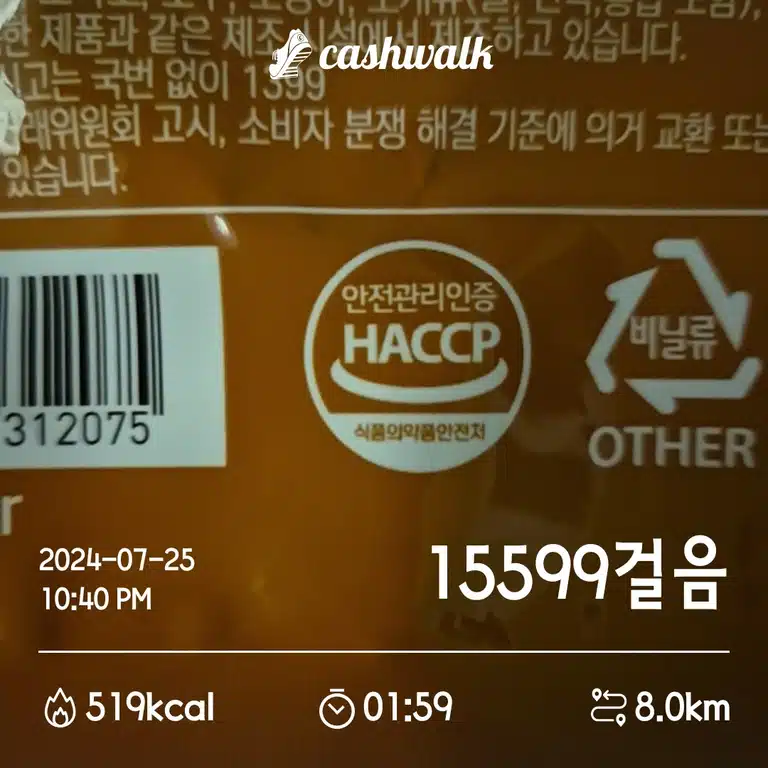 cashwalk
한 제품과 같은 제조 시설에서 제조하고 있습니다.
고는 국번 없이 1399
래위원회 고시, 소비자 분쟁 해결 기준에 의거 교환 또는
있습니다.
안전관리인증
HACCP
식품의약품안전처
비닐류
OTHER
312075
r
2024-07-25
10:40 PM
15599걸음
519kcal
01:59
8.0km